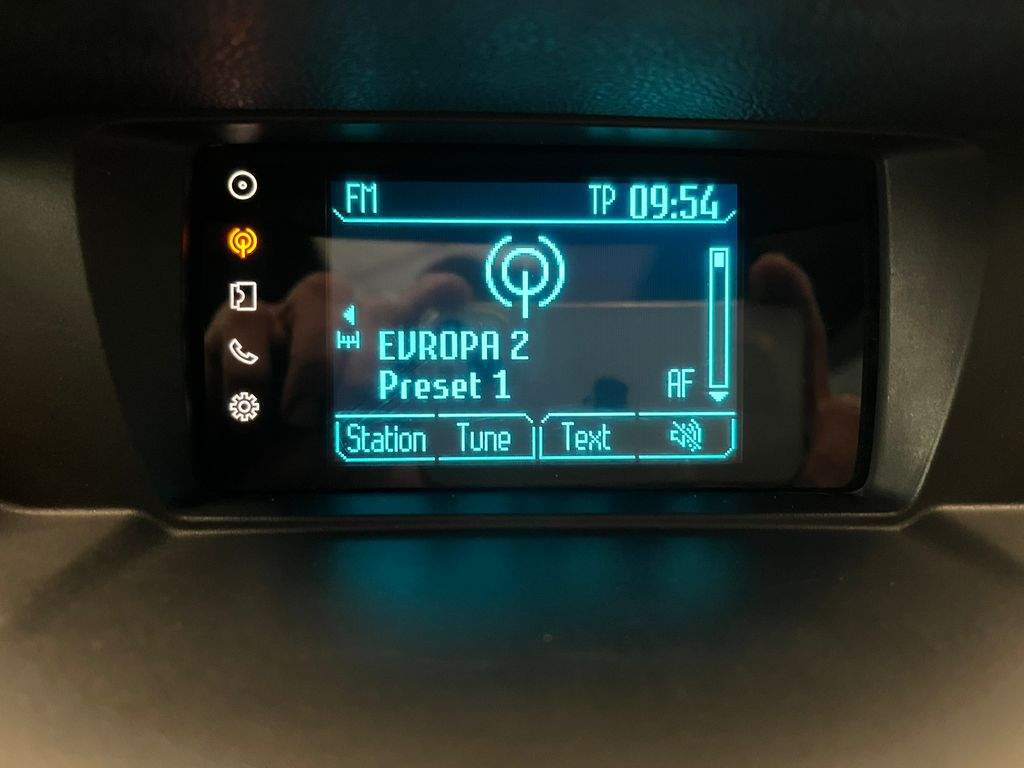 FM TP 09:54
EVROPA 2
Preset 1 AF
Station Tune Text